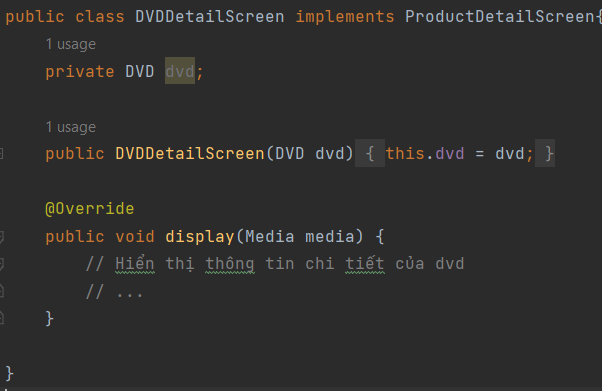 public class DVDDetailScreen implements ProductDetailScreen{
1 usage
private DVD dvd;
1 usage
public DVDDetailScreen(DVD dvd) { this.dvd = dvd; }
@Override
public void display(Media media) {
// Hiển thị thông tin chi tiết của dvd
// ...
}
}